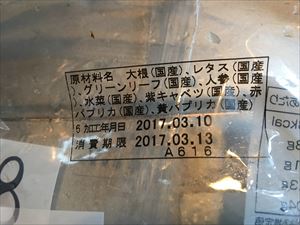 原材料名 大根(国産)、レタス(国産
)、グリーンリーフ(国産)、人参(国産
)、水菜(国産)、紫キャベツ(国産)、赤
パプリカ(国産)、黄パプリカ(国産)
6 加工年月日 2017.03.10
消費期限 2017.03.13
A616
8
kcal